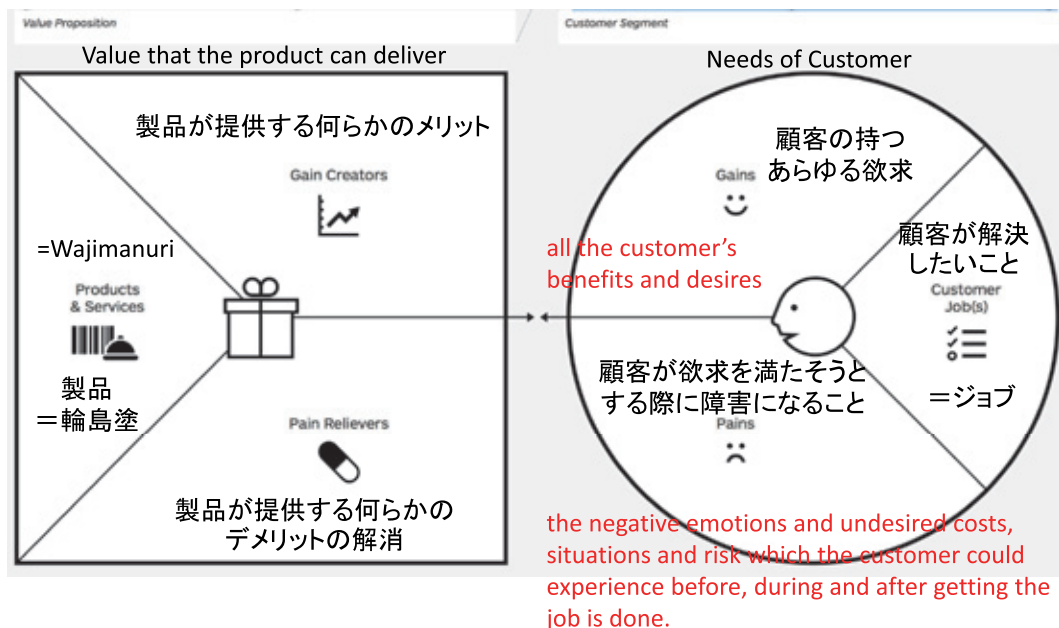 Value Proposition
Customer Segment
Value that the product can deliver
Needs of Customer
製品が提供する何らかのメリット
Gain Creators
=Wajimanuri
Products
& Services
製品
＝輪島塗
Pain Relievers
製品が提供する何らかの
デメリットの解消
顧客の持つ
あらゆる欲求
Gains
all the customer's
benefits and desires
顧客が解決
したいこと
Customer
Job(s)
＝ジョブ
顧客が欲求を満たそうと
する際に障害になること
Pains
the negative emotions and undesired costs,
situations and risk which the customer could
experience before, during and after getting the
job is done.